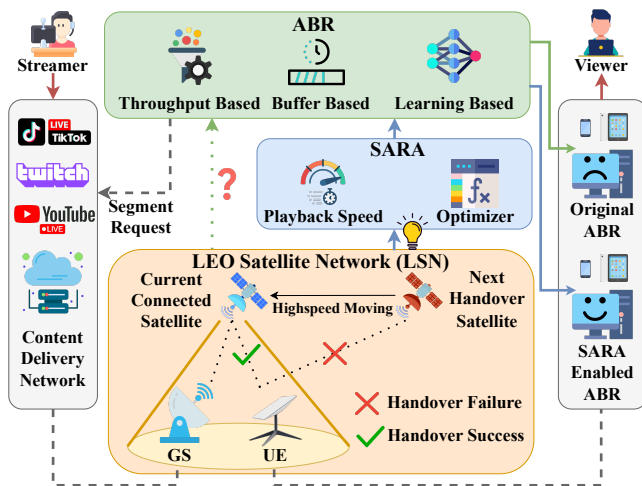 Streamer
ABR
Viewer
Throughput Based
Buffer Based
Learning Based
LIVE
TikTok
twitch
YouTube
LIVE
Segment
Request
?
SARA
Playback Speed
Optimizer
fx
Original
ABR
LEO Satellite Network (LSN)
Current
Connected
Satellite
Highspeed Moving
Next
Handover
Satellite
Content
Delivery
Network
SARA
Enabled
ABR
Handover Failure
Handover Success
GS
UE